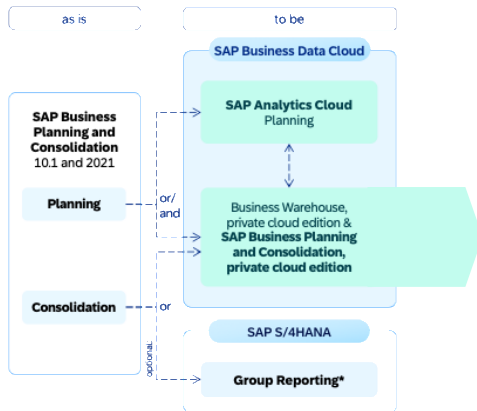 as is
to be
SAP Business Data Cloud
SAP Business
Planning and
Consolidation
10.1 and 2021
Planning
or/
and
Consolidation
or
optional
SAP Analytics Cloud
Planning
Business Warehouse,
private cloud edition &
SAP Business Planning
and Consolidation,
private cloud edition
SAP S/4HANA
Group Reporting*